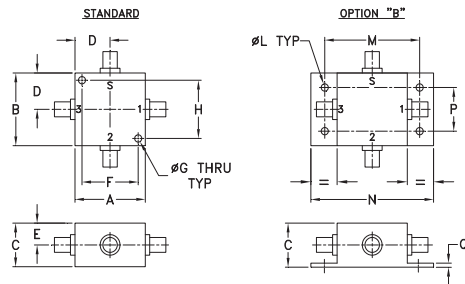 STANDARD
D
D
B
S
3
1
2
H
F
A
ØG THRU
TYP
E
C
OPTION "B"
ØL TYP
M
S
3
1
2
P
=
=
N
C
Q